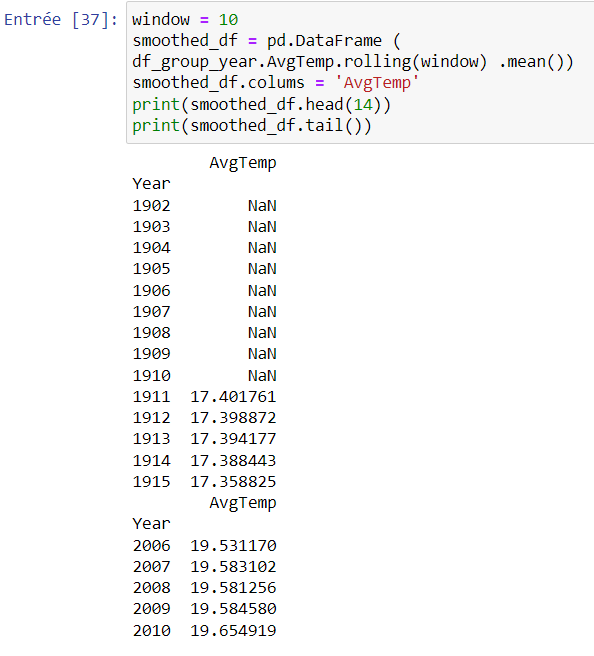 Entrée [37]: window = 10
smoothed_df = pd.DataFrame (
df_group_year.AvgTemp.rolling(window) .mean())
smoothed_df.colums = 'AvgTemp'
print(smoothed_df.head(14))
print(smoothed_df.tail())
AvgTemp
Year
1902 NaN
1903 NaN
1904 NaN
1905 NaN
1906 NaN
1907 NaN
1908 NaN
1909 NaN
1910 NaN
1911 17.401761
1912 17.398872
1913 17.394177
1914 17.388443
1915 17.358825
AvgTemp
Year
2006 19.531170
2007 19.583102
2008 19.581256
2009 19.584580
2010 19.654919